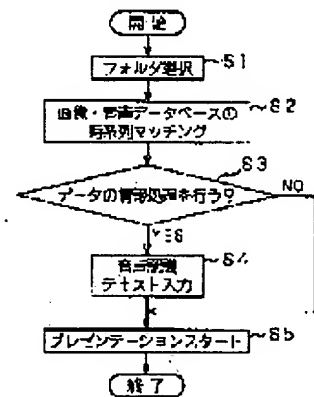 開始
フォルダ選択
S1
画像・音声データベースの
時系列マッチング
S2
データの情報処理を行う?
S3
NO
YES
音声認識
テキスト入力
S4
プレゼンテーションスタート
S5
終了